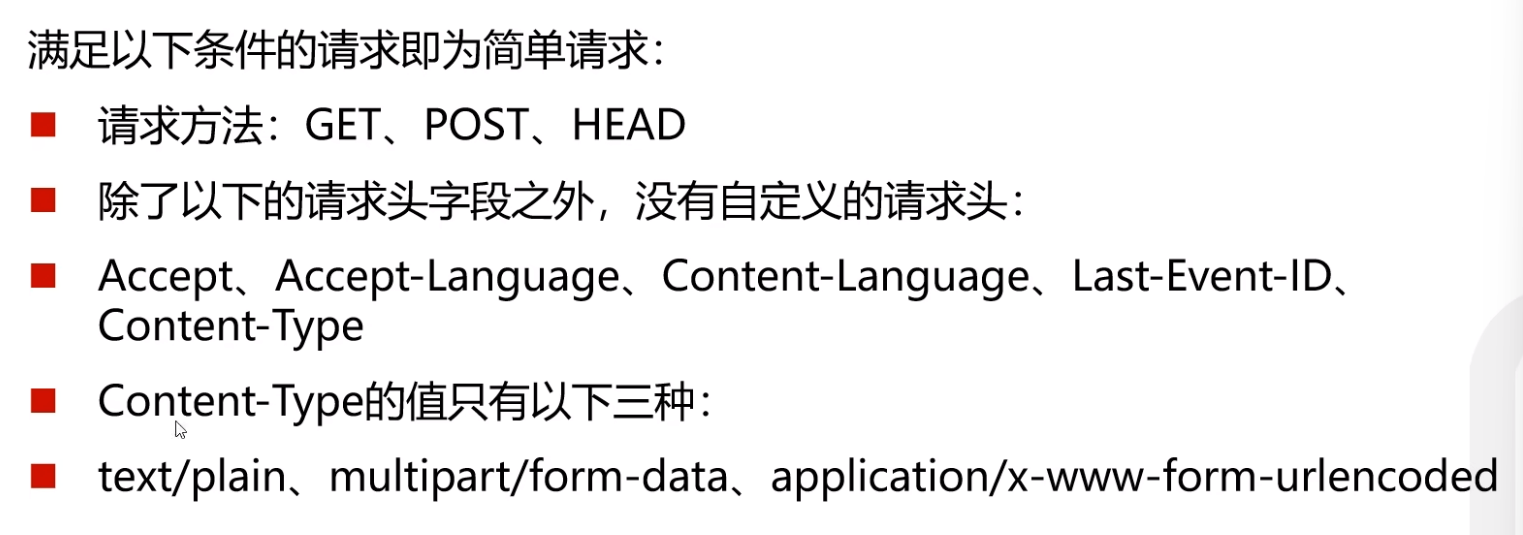 满足以下条件的请求即为简单请求：
请求方法：GET、POST、HEAD
除了以下的请求头字段之外，没有自定义的请求头：
Accept、Accept-Language、Content-Language、Last-Event-ID、
Content-Type
Content-Type的值只有以下三种：
text/plain、multipart/form-data、application/x-www-form-urlencoded